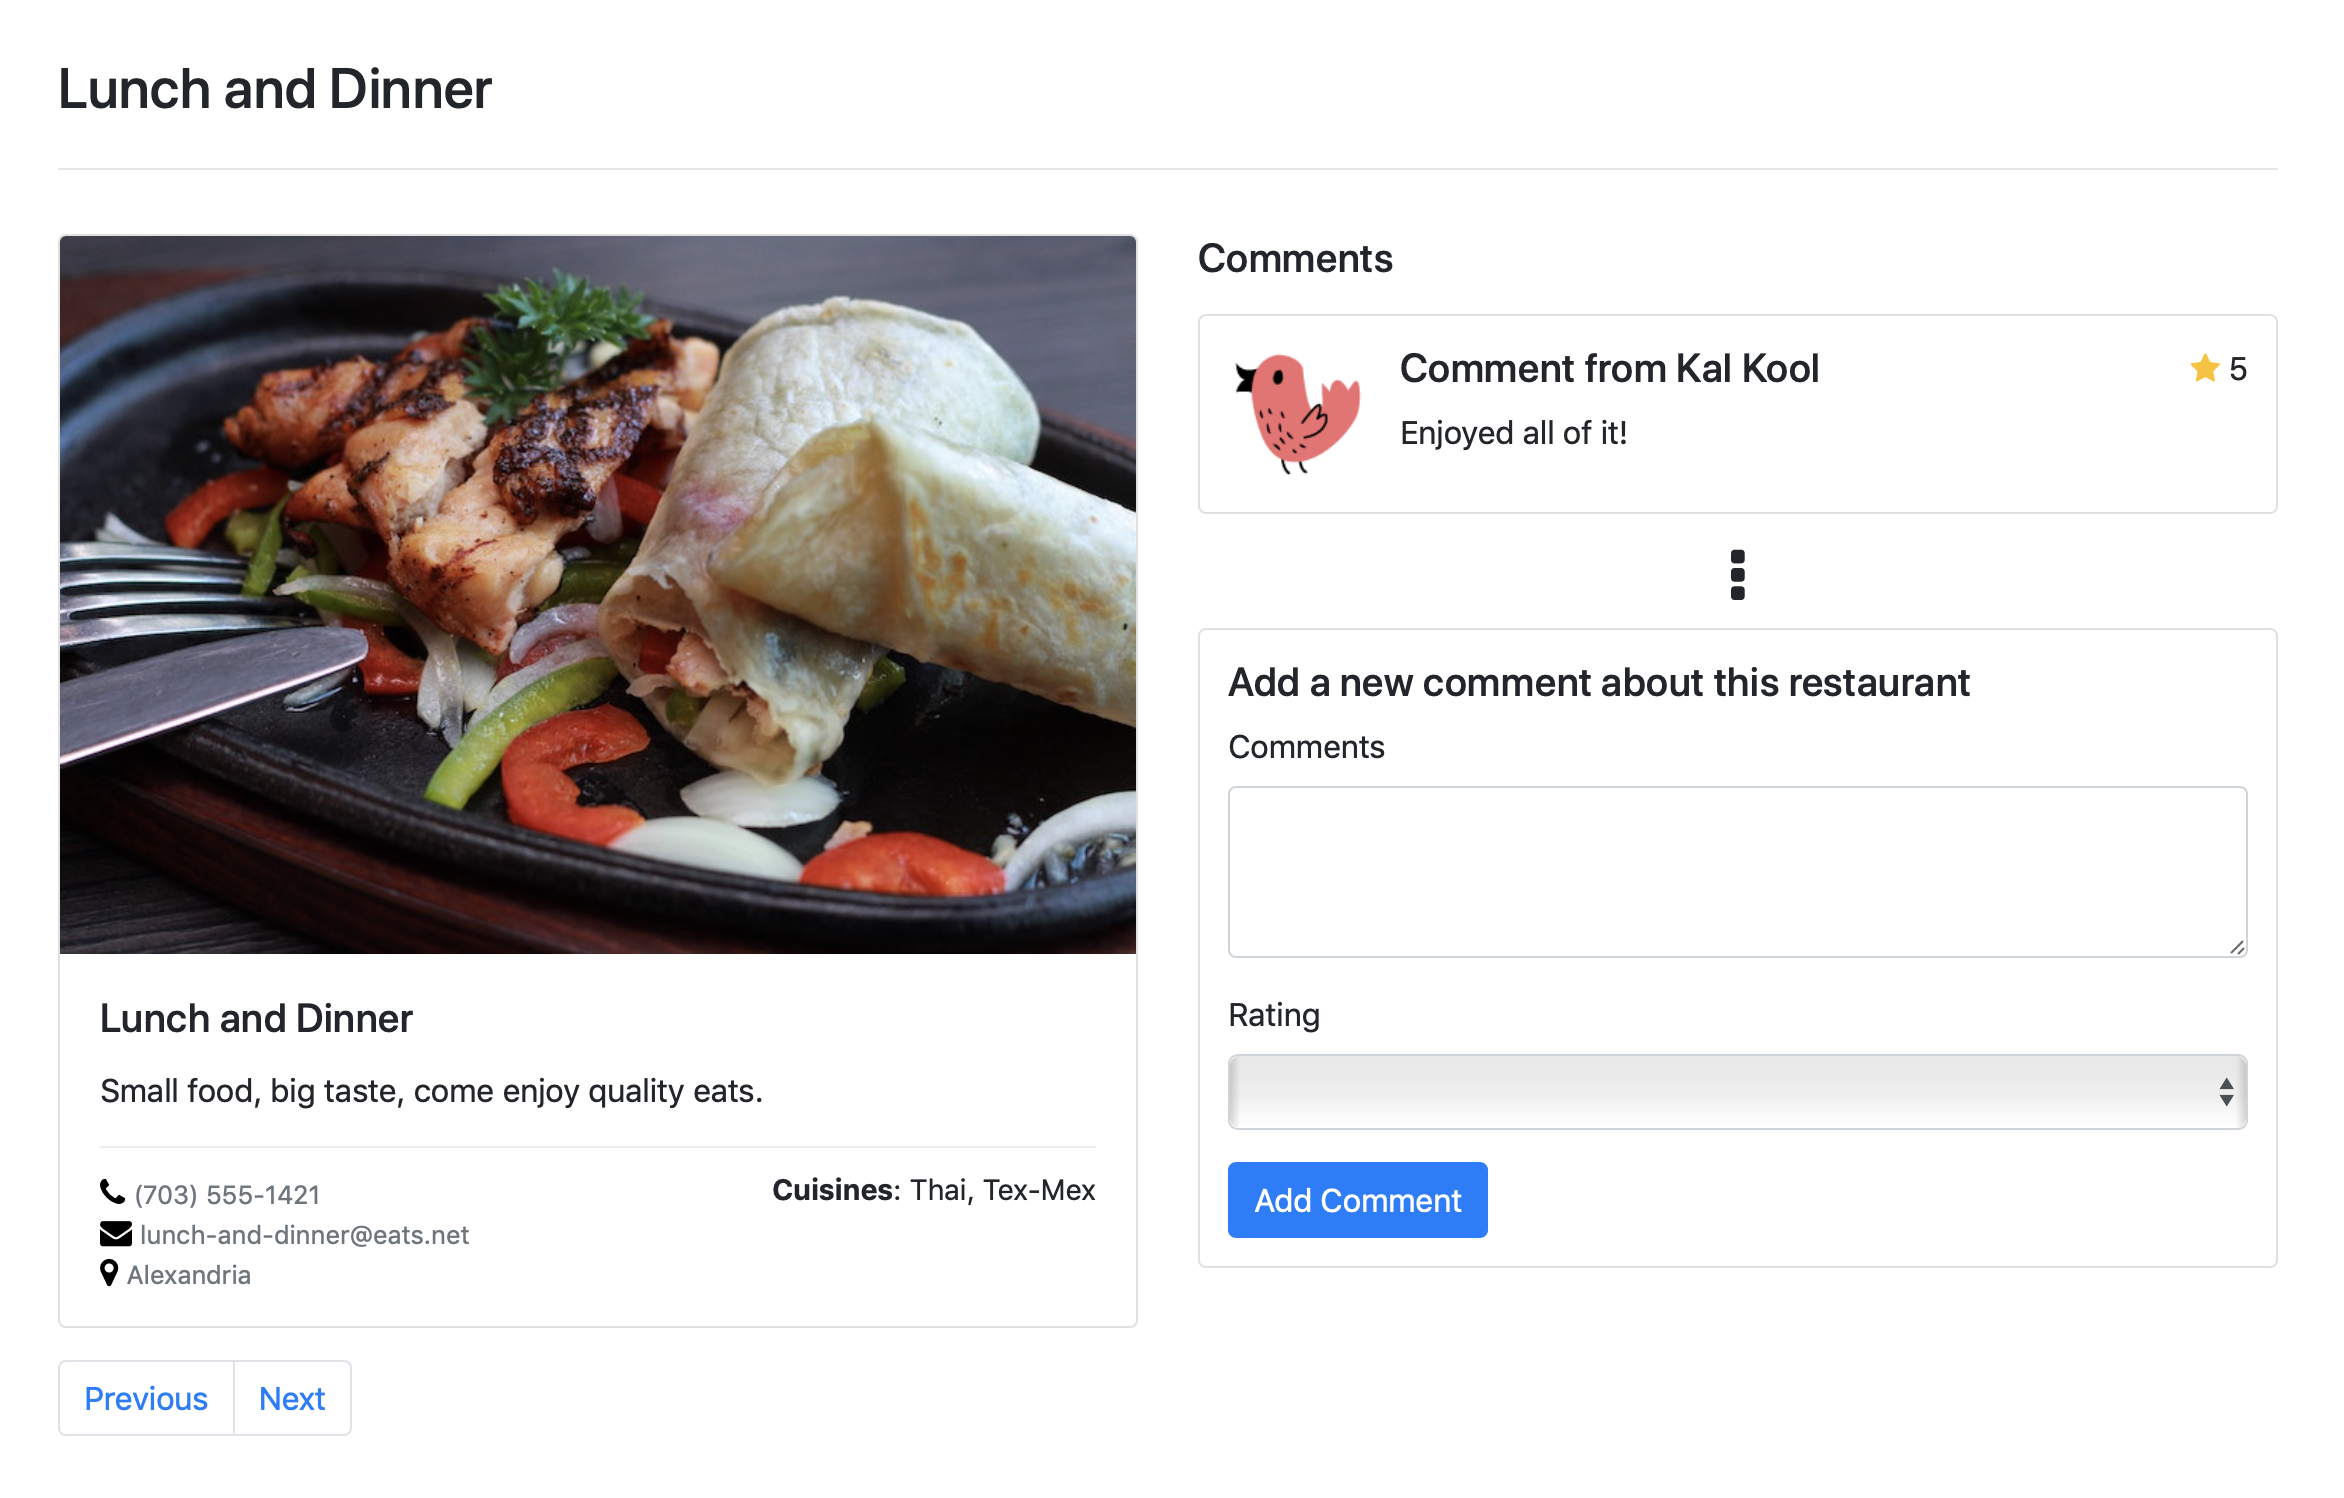 Lunch and Dinner
Lunch and Dinner
Small food, big taste, come enjoy quality eats.
(703) 555-1421
lunch-and-dinner@eats.net
Alexandria
Cuisines: Thai, Tex-Mex
Previous
Next
Comments
Comment from Kal Kool
5
Enjoyed all of it!
Add a new comment about this restaurant
Comments
Rating
Add Comment